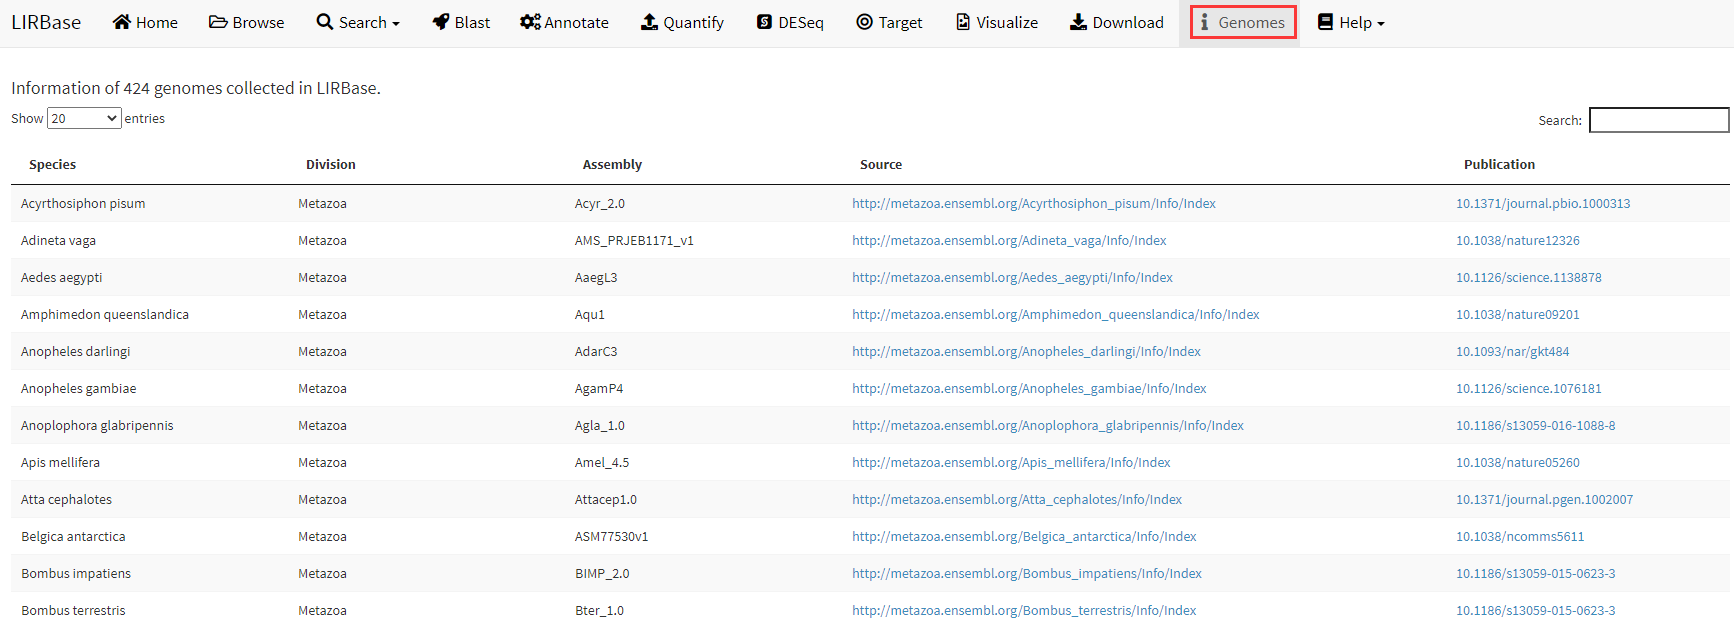 LIRBase Home Browse Search Blast Annotate Quantify DESeq Target Visualize Download Genomes Help
Information of 424 genomes collected in LIRBase.
Show 20 entries Search:
Species Division Assembly Source Publication
Acyrthosiphon pisum Metazoa Acyr_2.0 http://metazoa.ensembl.org/Acyrthosiphon_pisum/Info/Index 10.1371/journal.pbio.1000313
Adineta vaga Metazoa AMS_PRJEB1171_v1 http://metazoa.ensembl.org/Adineta_vaga/Info/Index 10.1038/nature12326
Aedes aegypti Metazoa AaegL3 http://metazoa.ensembl.org/Aedes_aegypti/Info/Index 10.1126/science.1138878
Amphimedon queenslandica Metazoa Aqu1 http://metazoa.ensembl.org/Amphimedon_queenslandica/Info/Index 10.1038/nature09201
Anopheles darlingi Metazoa AdarC3 http://metazoa.ensembl.org/Anopheles_darlingi/Info/Index 10.1093/nar/gkt484
Anopheles gambiae Metazoa AgamP4 http://metazoa.ensembl.org/Anopheles_gambiae/Info/Index 10.1126/science.1076181
Anoplophora glabripennis Metazoa Agla_1.0 http://metazoa.ensembl.org/Anoplophora_glabripennis/Info/Index 10.1186/s13059-016-1088-8
Apis mellifera Metazoa Amel_4.5 http://metazoa.ensembl.org/Apis_mellifera/Info/Index 10.1038/nature05260
Atta cephalotes Metazoa Attacep1.0 http://metazoa.ensembl.org/Atta_cephalotes/Info/Index 10.1371/journal.pgen.1002007
Belgica antarctica Metazoa ASM77530v1 http://metazoa.ensembl.org/Belgica_antarctica/Info/Index 10.1038/ncomms5611
Bombus impatiens Metazoa BIMP_2.0 http://metazoa.ensembl.org/Bombus_impatiens/Info/Index 10.1186/s13059-015-0623-3
Bombus terrestris Metazoa Bter_1.0 http://metazoa.ensembl.org/Bombus_terrestris/Info/Index 10.1186/s13059-015-0623-3